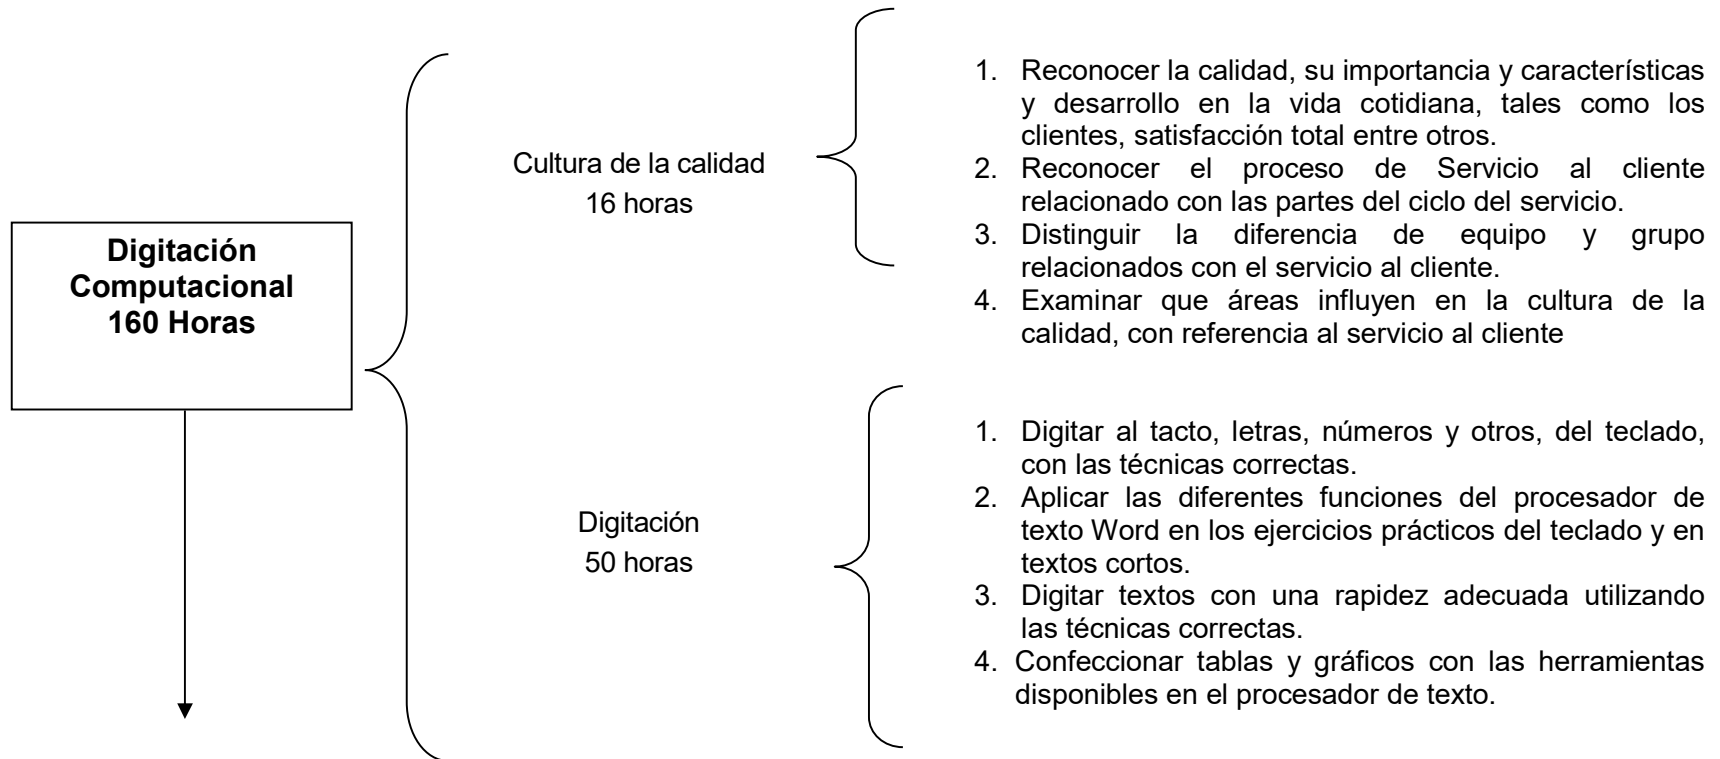 Digitación
Computacional
160 Horas
Cultura de la calidad
16 horas
1. Reconocer la calidad, su importancia y características
y desarrollo en la vida cotidiana, tales como los
clientes, satisfacción total entre otros.
2. Reconocer el proceso de Servicio al cliente
relacionado con las partes del ciclo del servicio.
3. Distinguir la diferencia de equipo y grupo
relacionados con el servicio al cliente.
4. Examinar que áreas influyen en la cultura de la
calidad, con referencia al servicio al cliente
Digitación
50 horas
1. Digitar al tacto, letras, números y otros, del teclado,
con las técnicas correctas.
2. Aplicar las diferentes funciones del procesador de
texto Word en los ejercicios prácticos del teclado y en
textos cortos.
3. Digitar textos con una rapidez adecuada utilizando
las técnicas correctas.
4. Confeccionar tablas y gráficos con las herramientas
disponibles en el procesador de texto.